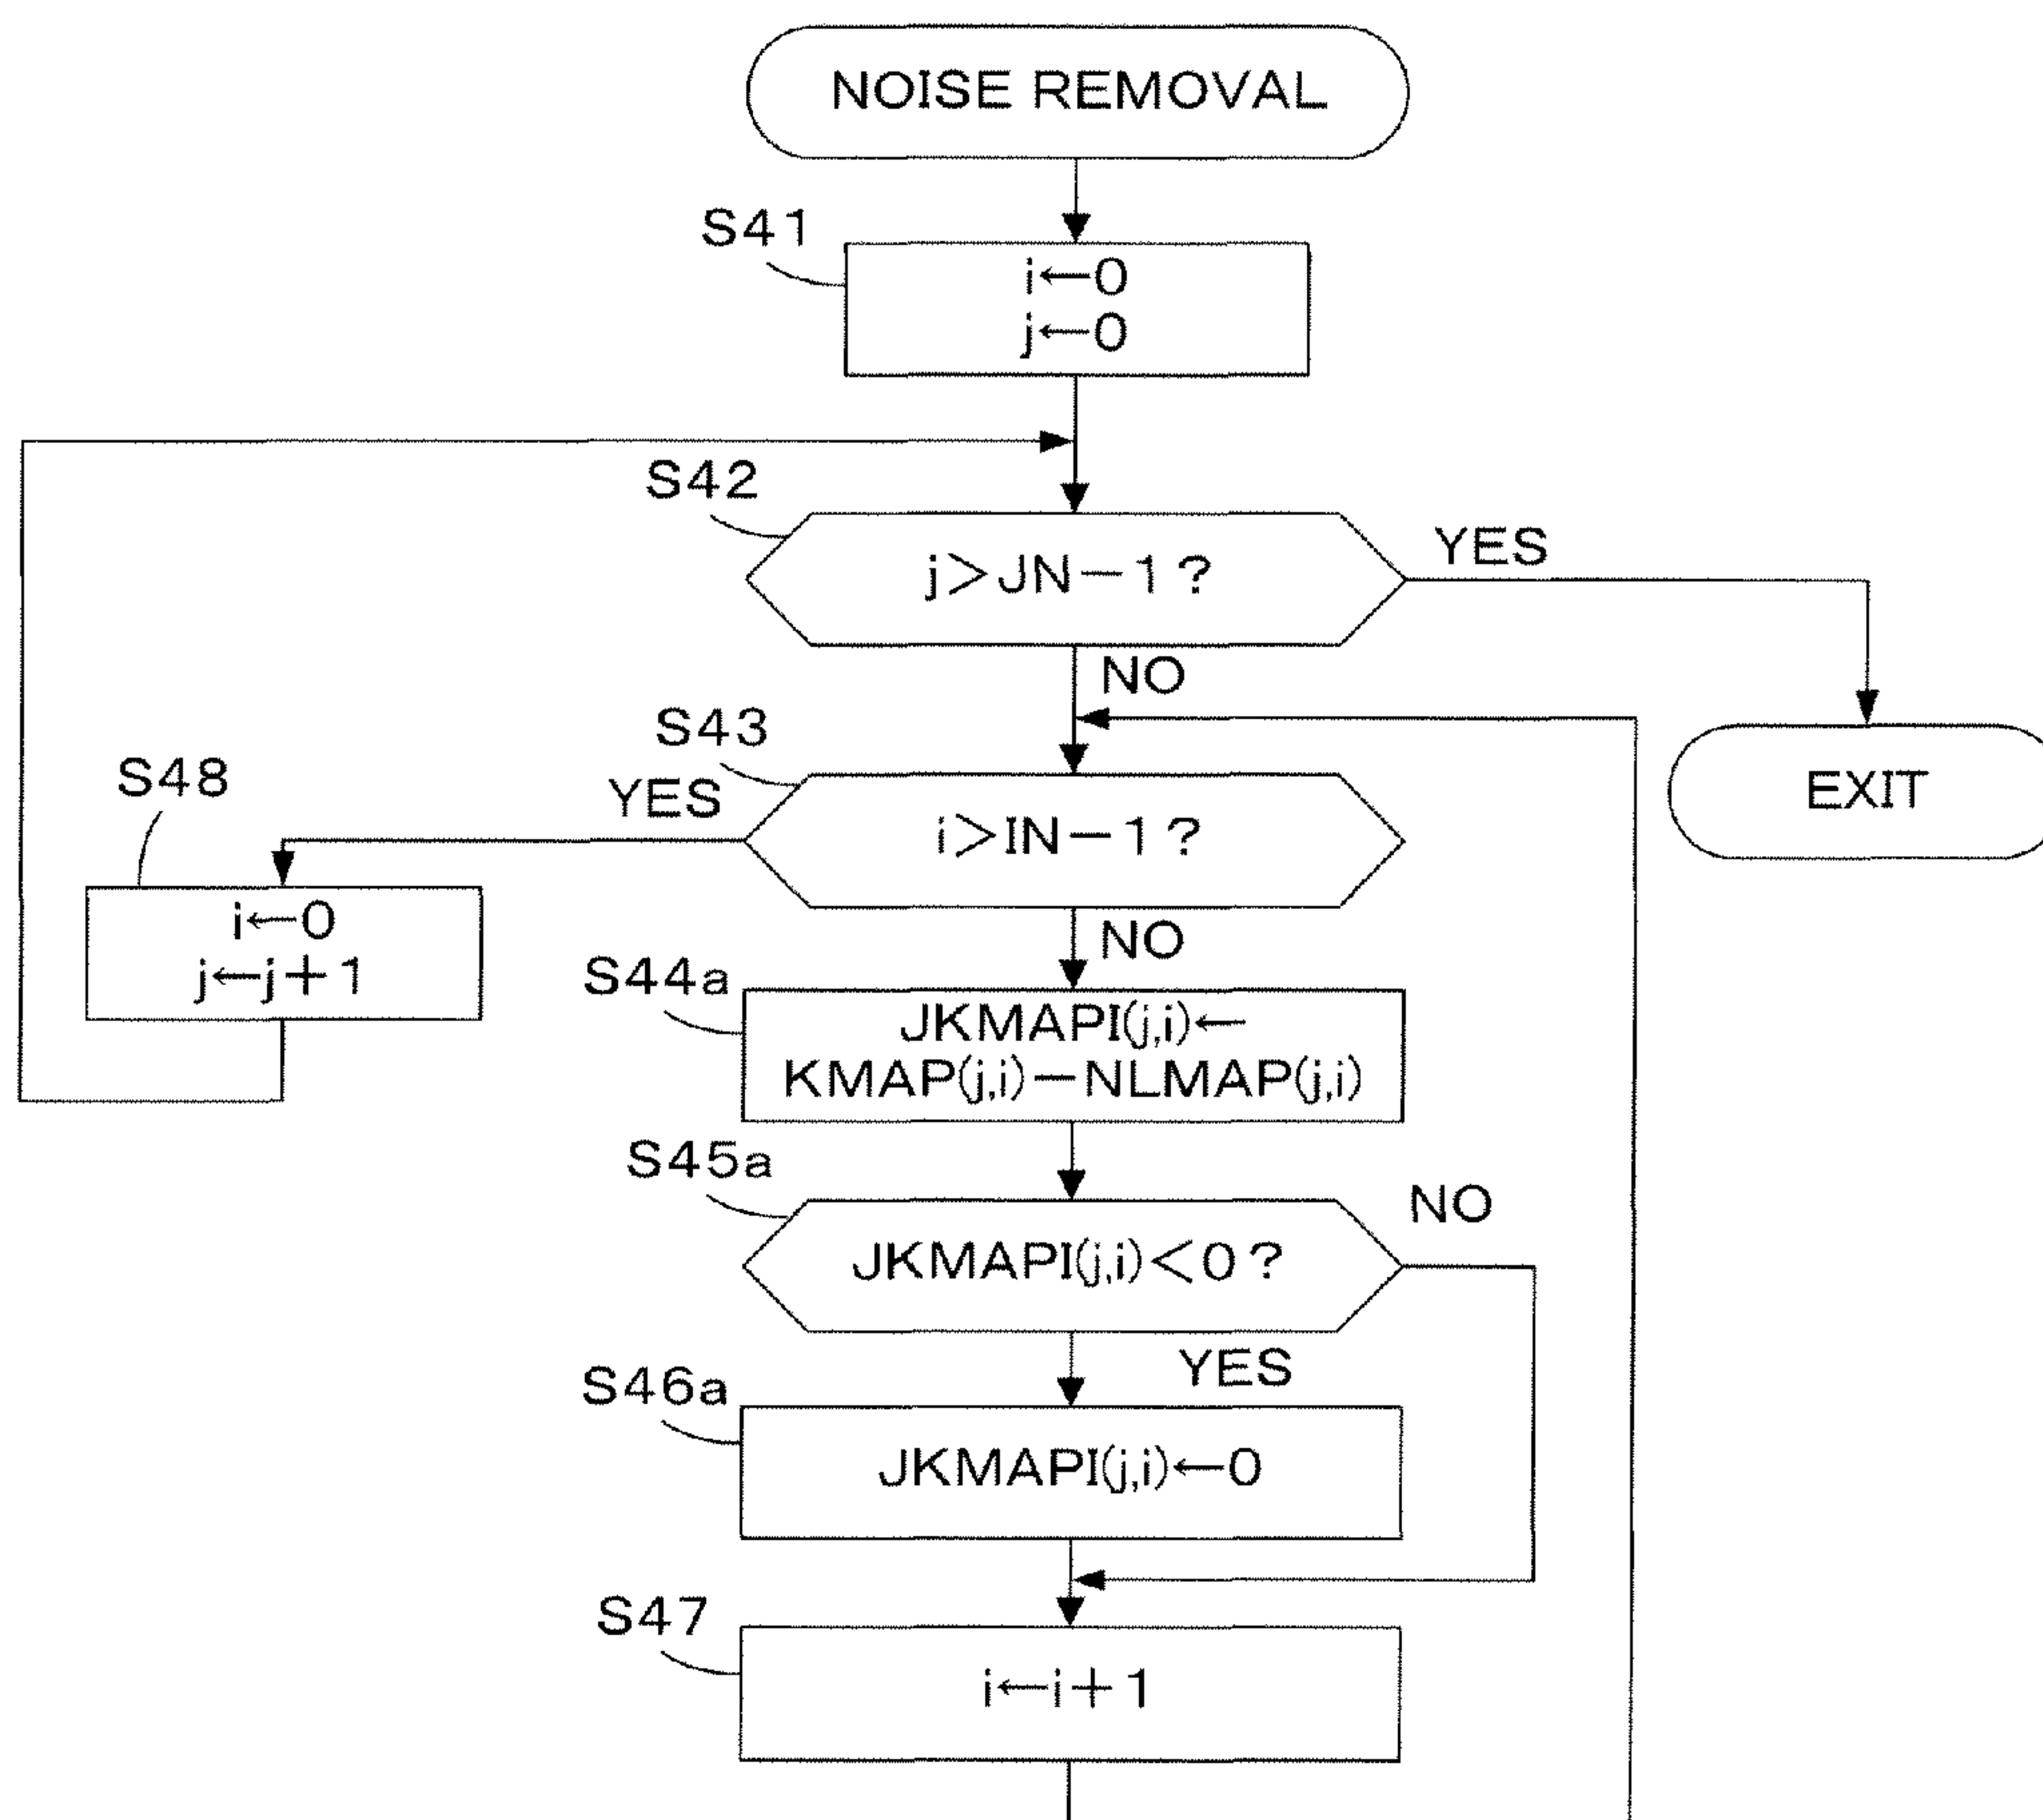 NOISE REMOVAL
S41
i←0
j←0
S42
j>JN−1?
YES
NO
S43
YES
i>IN−1?
EXIT
S48
i←0
j←j+1
NO
S44a
JKMAPI(j,i)←
KMAP(j,i)−NLMAP(j,i)
S45a
NO
JKMAPI(j,i)<0?
YES
S46a
JKMAPI(j,i)←0
S47
i←i+1